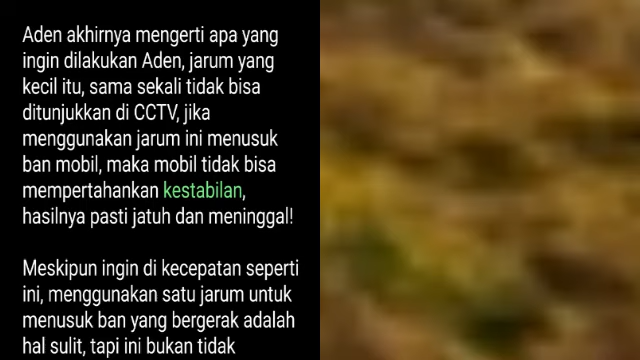 Aden akhirnya mengerti apa yang
ingin dilakukan Aden, jarum yang
kecil itu, sama sekali tidak bisa
ditunjukkan di CCTV, jika
menggunakan jarum ini menusuk
ban mobil, maka mobil tidak bisa
mempertahankan kestabilan,
hasilnya pasti jatuh dan meninggal!
Meskipun ingin di kecepatan seperti
ini, menggunakan satu jarum untuk
menusuk ban yang bergerak adalah
hal sulit, tapi ini bukan tidak